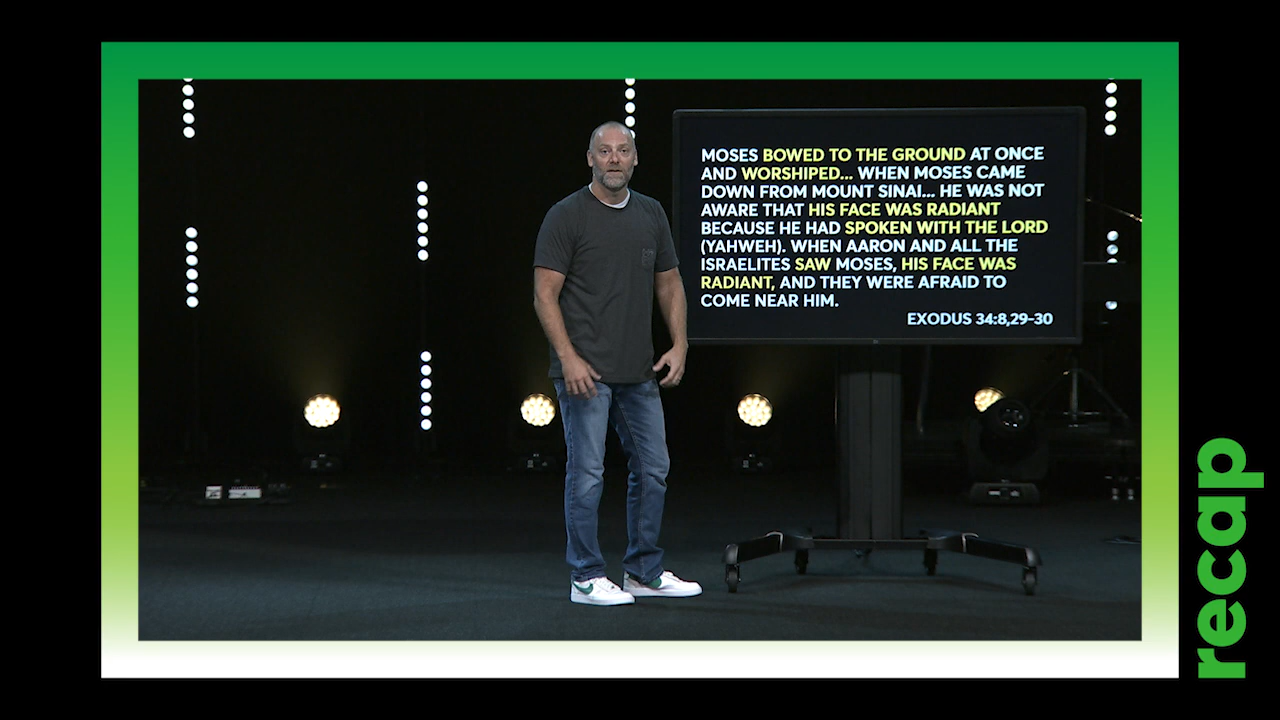 MOSES BOWED TO THE GROUND AT ONCE
AND WORSHIPED... WHEN MOSES CAME
DOWN FROM MOUNT SINAI... HE WAS NOT
AWARE THAT HIS FACE WAS RADIANT
BECAUSE HE HAD SPOKEN WITH THE LORD
(YAHWEH). WHEN AARON AND ALL THE
ISRAELITES SAW MOSES, HIS FACE WAS
RADIANT, AND THEY WERE AFRAID TO
COME NEAR HIM.
EXODUS 34:8,29-30
recap